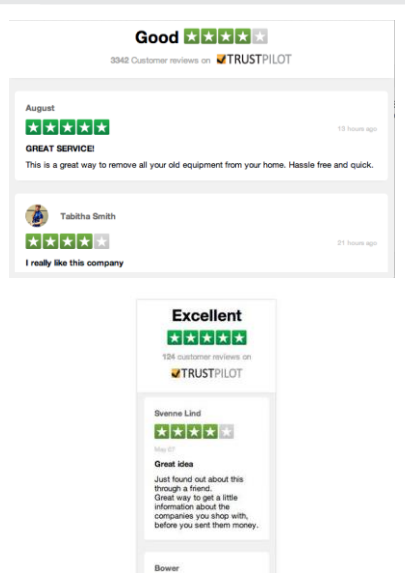 Good
3342 Customer reviews on TRUSTPILOT
August
13 hours ago
GREAT SERVICE!
This is a great way to remove all your old equipment from your home. Hassle free and quick.
Tabitha Smith
21 hours ago
I really like this company
Excellent
124 customer reviews on
TRUSTPILOT
Svenne Lind
May 07
Great idea
Just found out about this
through a friend.
Great way to get a little
information about the
companies you shop with,
before you sent them money.
Bower